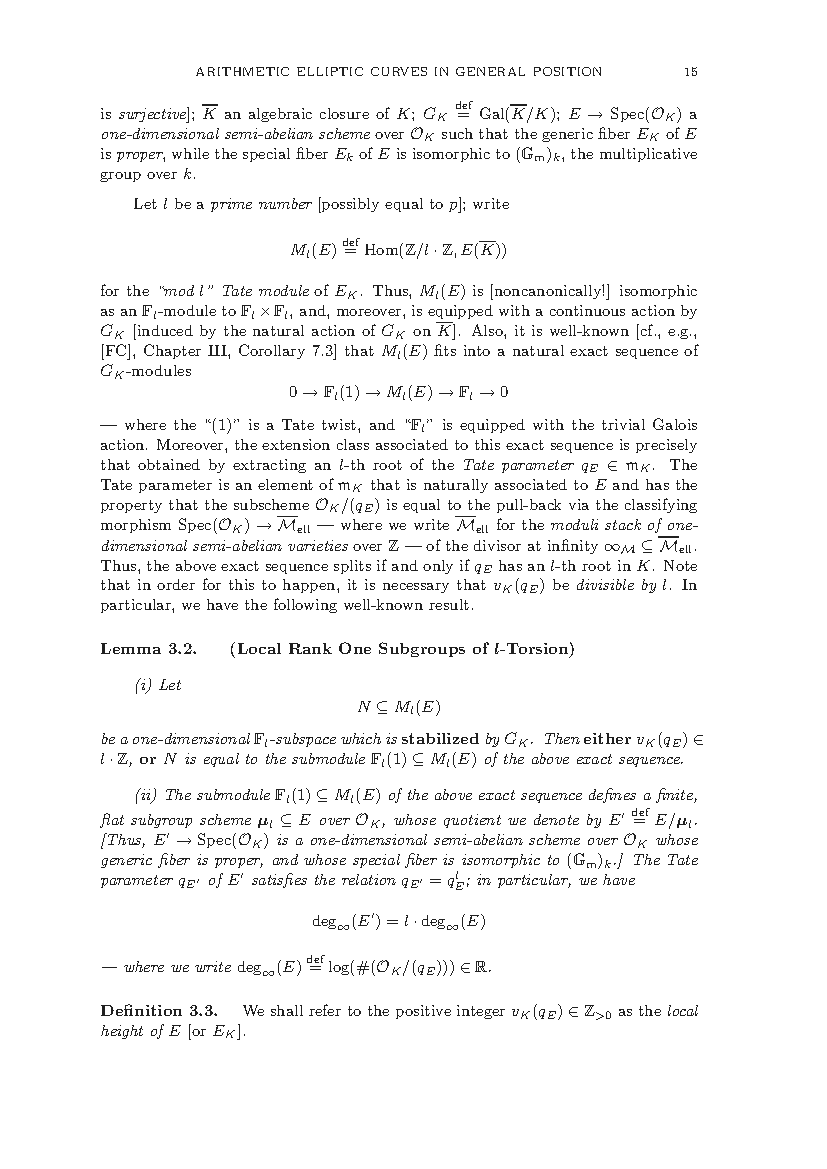 ARITHMETIC ELLIPTIC CURVES IN GENERAL POSITION 15
is surjective]; K̅ an algebraic closure of K; G_K ≝ Gal(K̅/K); E → Spec(𝒪_K) a
one-dimensional semi-abelian scheme over 𝒪_K such that the generic fiber E_K of E
is proper, while the special fiber E_k of E is isomorphic to (𝔾_m)_k, the multiplicative
group over k.
Let l be a prime number [possibly equal to p]; write
M_l(E) ≝ Hom(ℤ/l · ℤ, E(K̅))
for the “mod l” Tate module of E_K. Thus, M_l(E) is [noncanonically!] isomorphic
as an 𝔽_l-module to 𝔽_l × 𝔽_l, and, moreover, is equipped with a continuous action by
G_K [induced by the natural action of G_K on K̅]. Also, it is well-known [cf., e.g.,
[FC], Chapter III, Corollary 7.3] that M_l(E) fits into a natural exact sequence of
G_K-modules
0 → 𝔽_l(1) → M_l(E) → 𝔽_l → 0
— where the “(1)” is a Tate twist, and “𝔽_l” is equipped with the trivial Galois
action. Moreover, the extension class associated to this exact sequence is precisely
that obtained by extracting an l-th root of the Tate parameter q_E ∈ 𝔪_K. The
Tate parameter is an element of 𝔪_K that is naturally associated to E and has the
property that the subscheme 𝒪_K/(q_E) is equal to the pull-back via the classifying
morphism Spec(𝒪_K) → ℳ̅_ell — where we write ℳ̅_ell for the moduli stack of one-
dimensional semi-abelian varieties over ℤ — of the divisor at infinity ∞_ℳ ⊆ ℳ̅_ell.
Thus, the above exact sequence splits if and only if q_E has an l-th root in K. Note
that in order for this to happen, it is necessary that v_K(q_E) be divisible by l. In
particular, we have the following well-known result.
Lemma 3.2. (Local Rank One Subgroups of l-Torsion)
(i) Let
N ⊆ M_l(E)
be a one-dimensional 𝔽_l-subspace which is stabilized by G_K. Then either v_K(q_E) ∈
l · ℤ, or N is equal to the submodule 𝔽_l(1) ⊆ M_l(E) of the above exact sequence.
(ii) The submodule 𝔽_l(1) ⊆ M_l(E) of the above exact sequence defines a finite,
flat subgroup scheme μ_l ⊆ E over 𝒪_K, whose quotient we denote by E′ ≝ E/μ_l.
[Thus, E′ → Spec(𝒪_K) is a one-dimensional semi-abelian scheme over 𝒪_K whose
generic fiber is proper, and whose special fiber is isomorphic to (𝔾_m)_k.] The Tate
parameter q_E′ of E′ satisfies the relation q_E′ = q_E^l; in particular, we have
deg_∞(E′) = l · deg_∞(E)
— where we write deg_∞(E) ≝ log(#(𝒪_K/(q_E))) ∈ ℝ.
Definition 3.3. We shall refer to the positive integer v_K(q_E) ∈ ℤ_>0 as the local
height of E [or E_K].